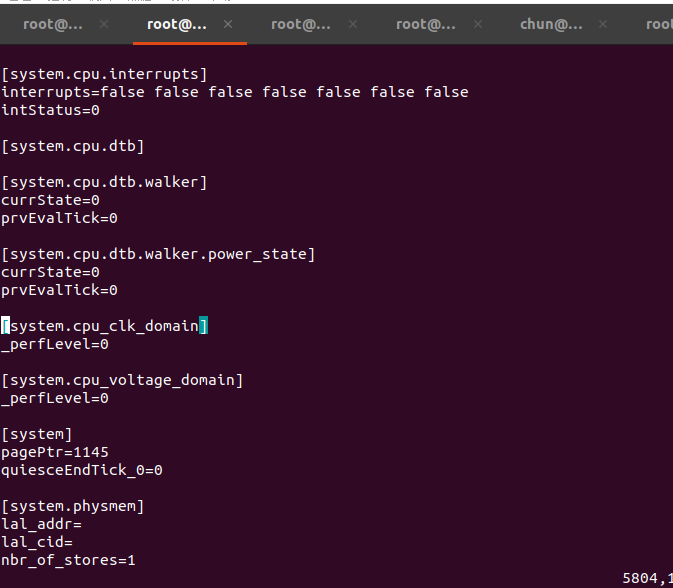 root@... × root@... × root@... × root@... × chun@... × root
[system.cpu.interrupts]
interrupts=false false false false false false false
intStatus=0
[system.cpu.dtb]
[system.cpu.dtb.walker]
currState=0
prvEvalTick=0
[system.cpu.dtb.walker.power_state]
currState=0
prvEvalTick=0
[system.cpu_clk_domain]
_perfLevel=0
[system.cpu_voltage_domain]
_perfLevel=0
[system]
pagePtr=1145
quiesceEndTick_0=0
[system.physmem]
lal_addr=
lal_cid=
nbr_of_stores=1
5804,1